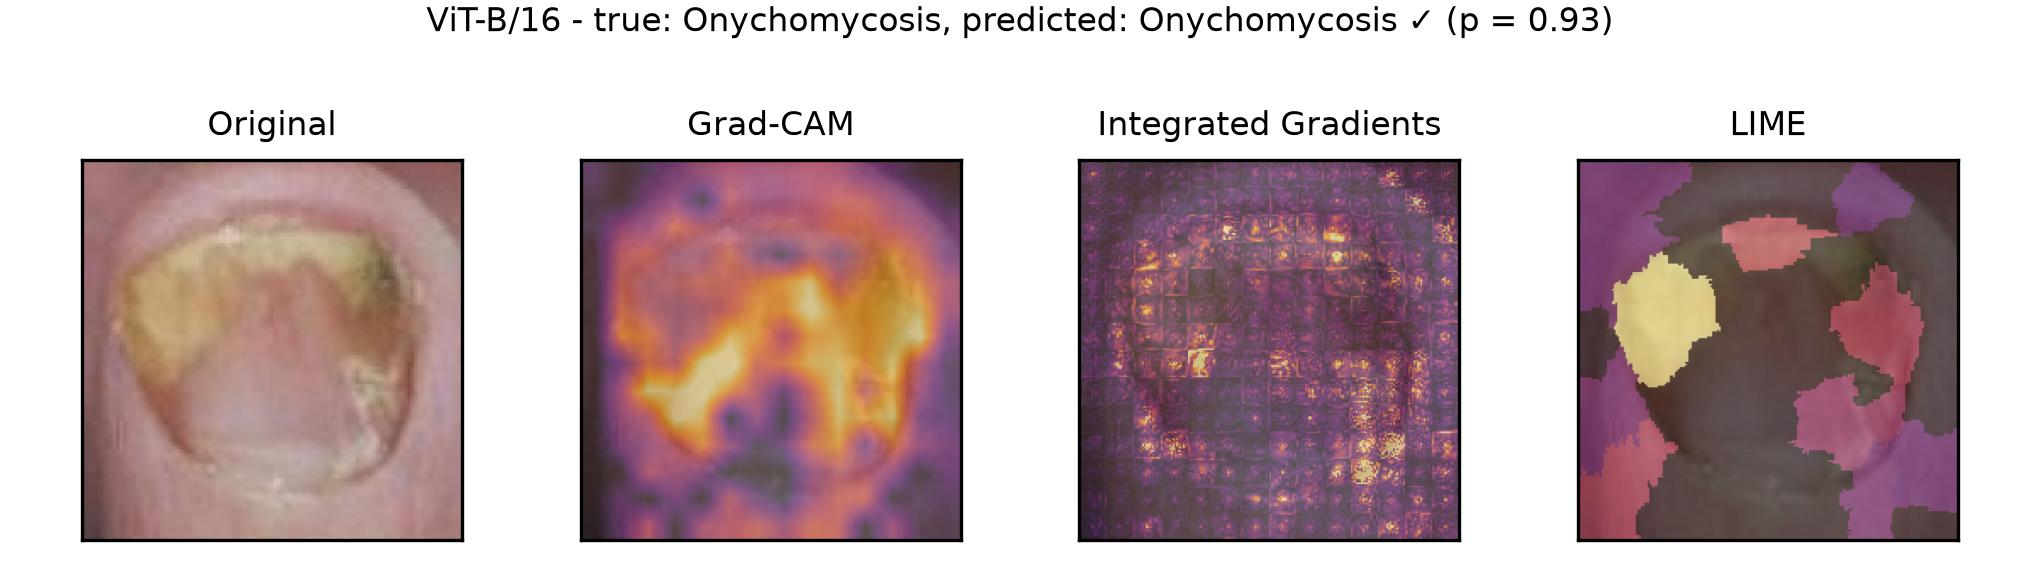 ViT-B/16 - true: Onychomycosis, predicted: Onychomycosis ✓ (p = 0.93)
Original
Grad-CAM
Integrated Gradients
LIME